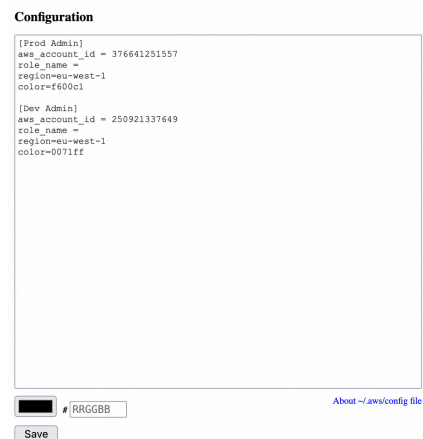 Configuration
[Prod Admin]
aws_account_id = 376641251557
role_name =
region=eu-west-1
color=f600c1
[Dev Admin]
aws_account_id = 250921337649
role_name =
region=eu-west-1
color=0071ff
About ~/.aws/config file
# RRGGBB
Save